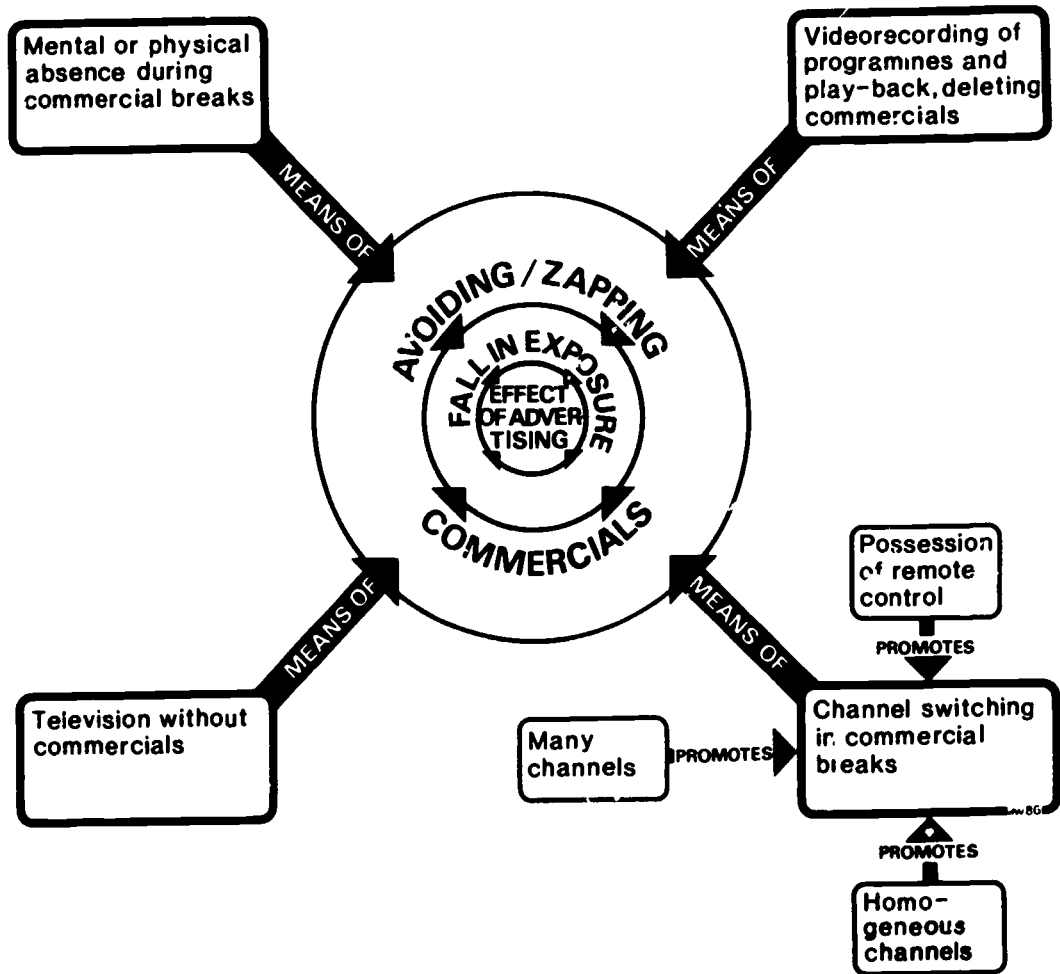 Mental or physical
absence during
commercial breaks
Videorecording of
programmes and
play-back, deleting
commercials
MEANS OF
MEANS OF
AVOIDING / ZAPPING
FALL IN EXPOSURE
EFFECT
OF ADVER-
TISING
COMMERCIALS
MEANS OF
MEANS OF
Television without
commercials
Possession
of remote
control
PROMOTES
Many
channels
PROMOTES
Channel switching
in commercial
breaks
PROMOTES
Homo-
geneous
channels